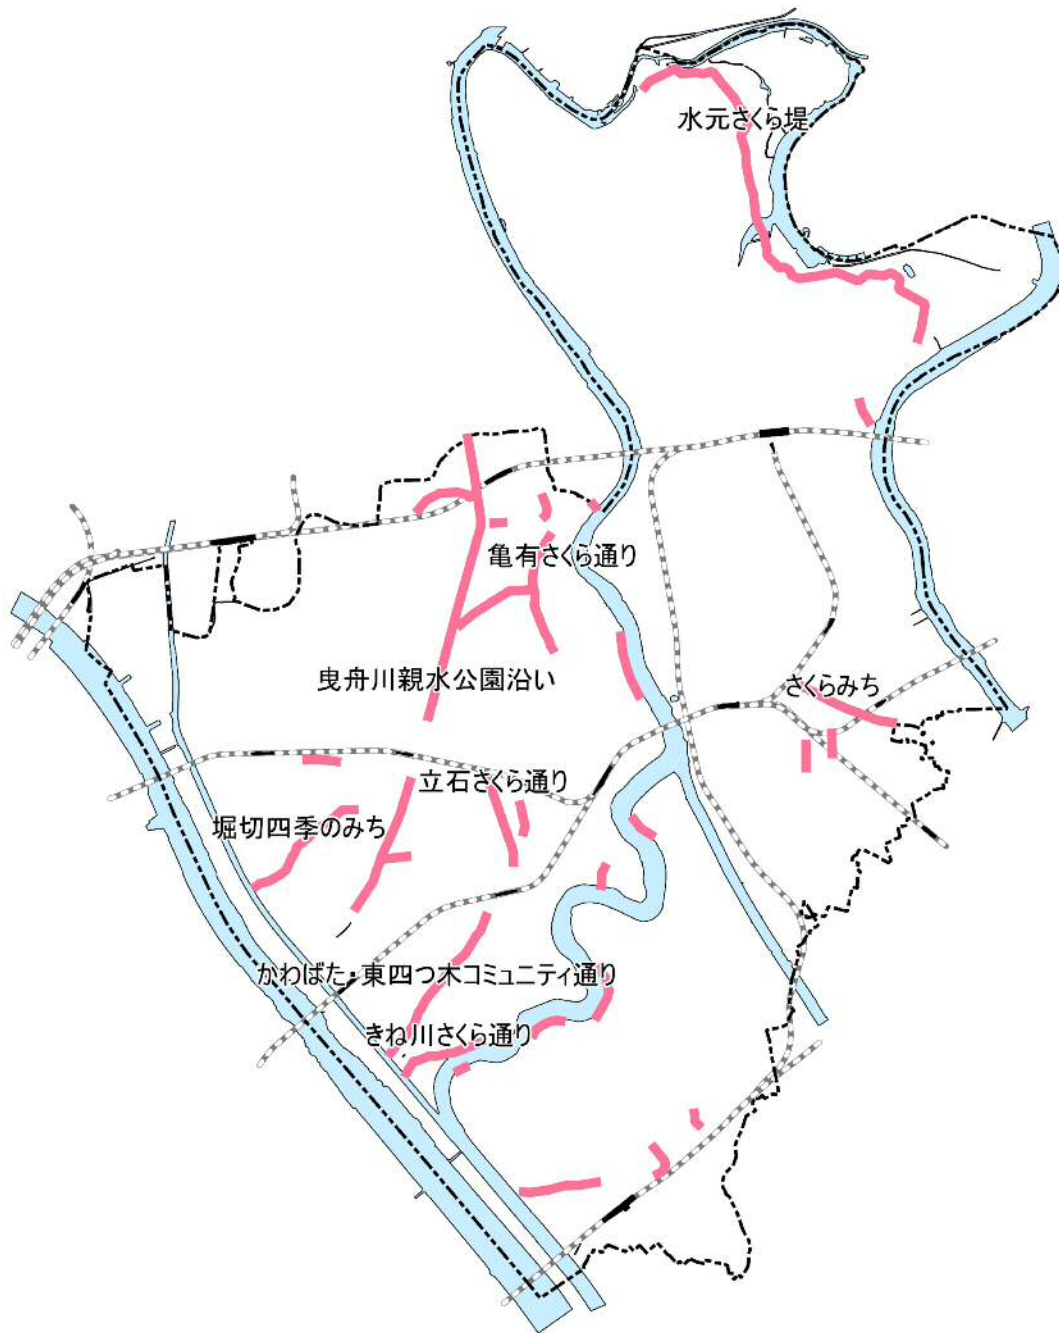 水元さくら堤
亀有さくら通り
曳舟川親水公園沿い
さくらみち
立石さくら通り
堀切四季のみち
かわばた・東四つ木コミュニティ通り
きね川さくら通り